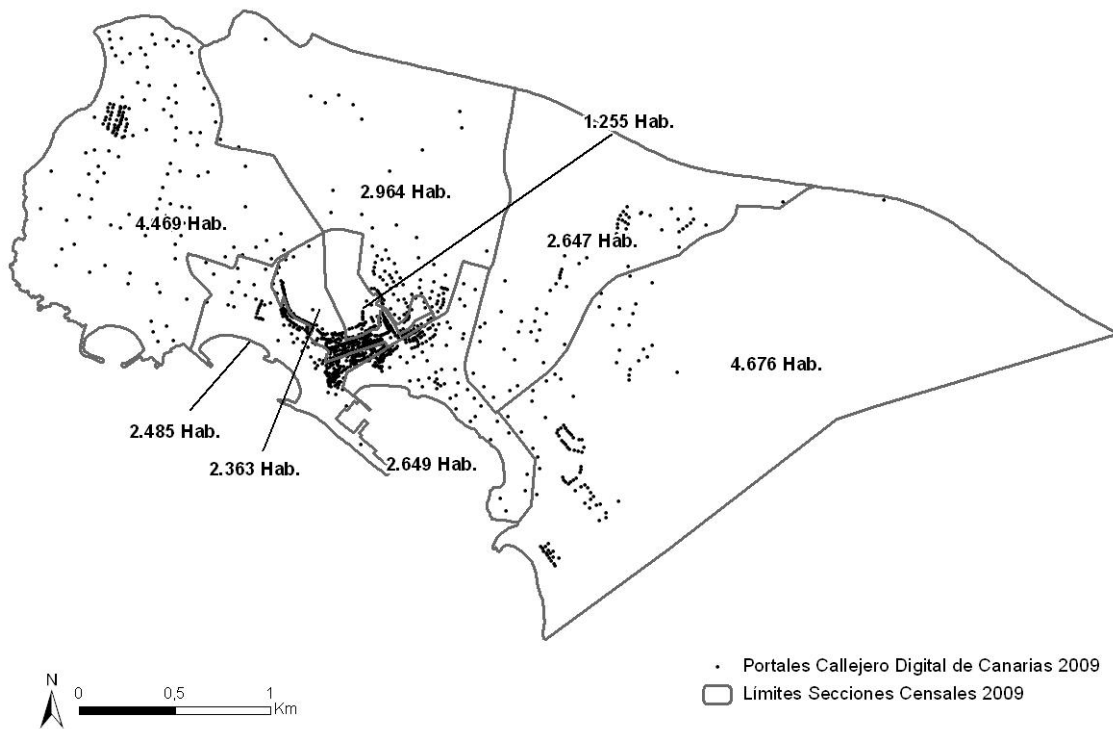 1.255 Hab.
2.964 Hab.
4.469 Hab.
2.647 Hab.
4.676 Hab.
2.485 Hab.
2.363 Hab.
2.649 Hab.
N
0 0,5 1
Km
Portales Callejero Digital de Canarias 2009
Límites Secciones Censales 2009